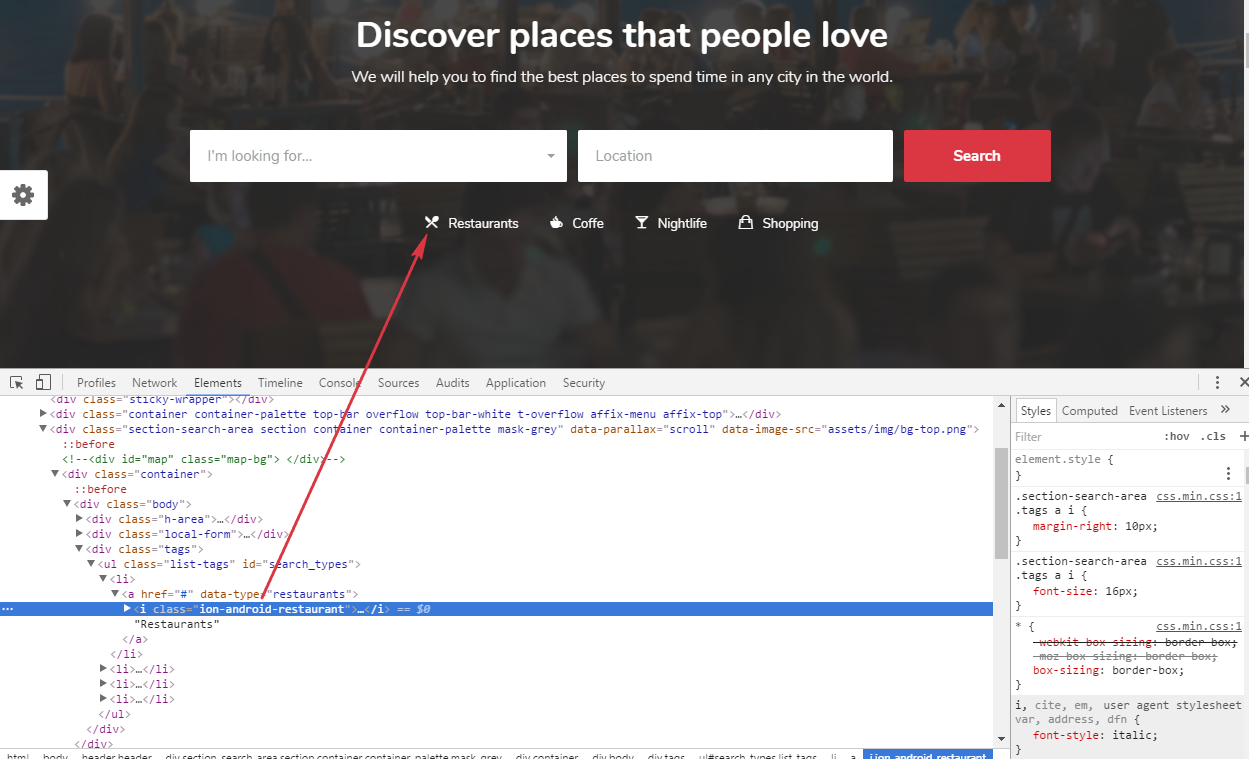 Discover places that people love
We will help you to find the best places to spend time in any city in the world.
I'm looking for...
Location
Search
Restaurants
Coffe
Nightlife
Shopping
Profiles Network Elements Timeline Console Sources Audits Application Security
<div class="sticky-wrapper"></div>
<div class="container container-palette top-bar overflow top-bar-white t-overflow affix-menu affix-top">…</div>
<div class="section-search-area section container container-palette mask-grey" data-parallax="scroll" data-image-src="assets/img/bg-top.png">
::before
<!--<div id="map" class="map-bg"> </div>-->
<div class="container">
::before
<div class="body">
<div class="h-area">…</div>
<div class="local-form">…</div>
<div class="tags">
<ul class="list-tags" id="search_types">
<li>
<a href="#" data-type="restaurants">
<i class="ion-android-restaurant">…</i> == $0
"Restaurants"
</a>
</li>
<li>…</li>
<li>…</li>
<li>…</li>
</ul>
</div>
</div>
html body header.header div.section-search-area.section.container.container-palette.mask-grey div.container div.body div.tags ul#search_types.list-tags li a i.ion-android-restaurant
Styles Computed Event Listeners »
Filter :hov .cls +
element.style {
}
.section-search-area css.min.css:1
.tags a i {
margin-right: 10px;
}
.section-search-area css.min.css:1
.tags a i {
font-size: 16px;
}
* { css.min.css:1
-webkit-box-sizing: border-box;
-moz-box-sizing: border-box;
box-sizing: border-box;
}
i, cite, em, user agent stylesheet
var, address, dfn {
font-style: italic;
}